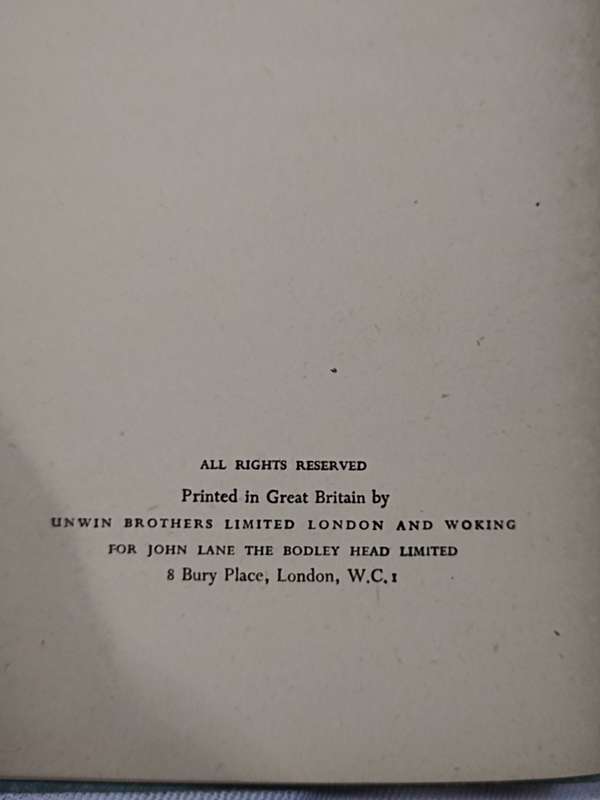 ALL RIGHTS RESERVED
Printed in Great Britain by
UNWIN BROTHERS LIMITED LONDON AND WOKING
FOR JOHN LANE THE BODLEY HEAD LIMITED
8 Bury Place, London, W.C.1